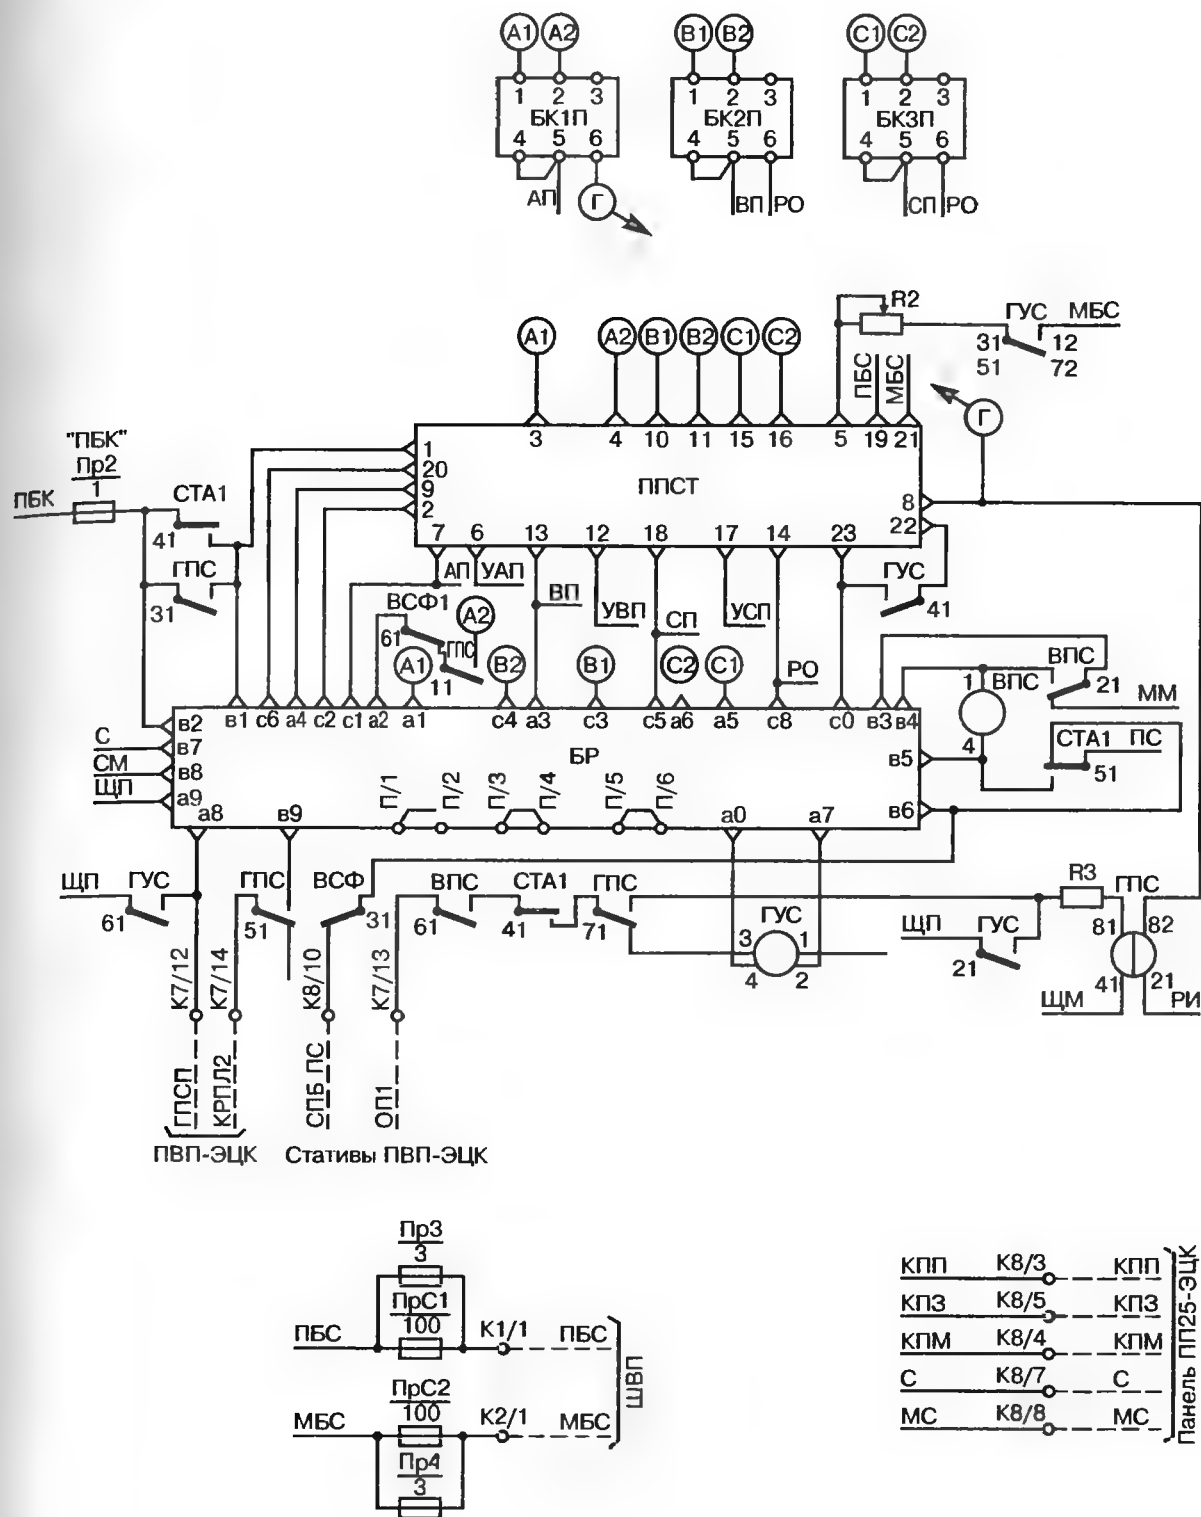 А1 А2 В1 В2 С1 С2
1 2 3 1 2 3 1 2 3
БК1П БК2П БК3П
4 5 6 4 5 6 4 5 6
АП Г ВП РО СП РО
R2 ГУС МБС
А1 А2 В1 В2 С1 С2
31 12
51 72
ПБС МБС Г
3 4 10 11 15 16 5 19 21
"ПБК"
Пр2
1
ПБК
СТА1
41
1
20
9
2
ППСТ
8
22
7 6 13 12 18 17 14 23
ГПС
31
АП УАП ВП УВП СП УСП РО
ГУС
41
ВСФ1
61
А2
ГПС
11
А1 В2 В1 С2 С1
ВПС
21
ММ
1 ВПС
4
в1 с6 а4 с2 с1 а2 а1 с4 а3 с3 с5 а6 а5 с8 с0 в3 в4
в2
С в7
СМ в8
ЩП а9
БР
в5
в6
СТА1 ПС
51
П/1 П/2 П/3 П/4 П/5 П/6
а8 в9 а0 а7
ЩП ГУС
61
ГПС
51
ВСФ
31
ВПС
61
СТА1
41
ГПС
71
ГУС
3 1
4 2
R3 ГПС
81 82
41 21
ЩП ГУС
21
ЩМ РИ
К7/12 К7/14 К8/10 К7/13
ГПСП КРПЛ2 СПБ ПС ОП1
ПВП-ЭЦК Стативы ПВП-ЭЦК
Пр3
3
ПрС1
100
ПБС К1/1 ПБС
ПрС2
100
МБС К2/1 МБС
Пр4
3
ШВП
КПП К8/3 КПП
КПЗ К8/5 КПЗ
КПМ К8/4 КПМ
С К8/7 С
МС К8/8 МС
Панель ПП25-ЭЦК